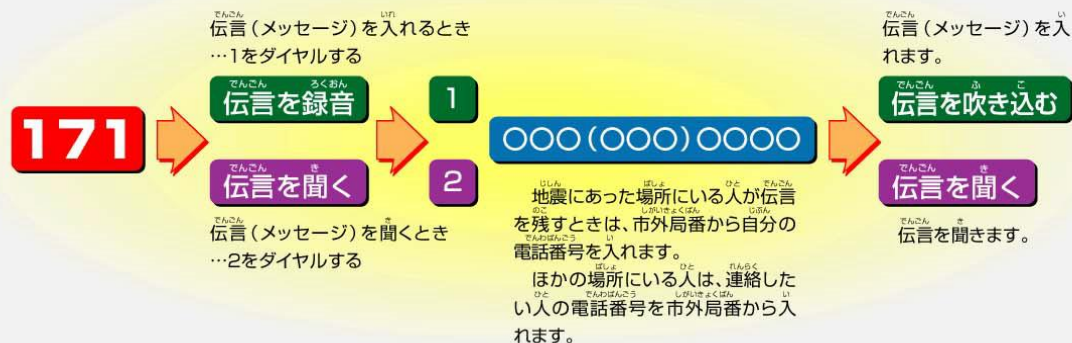 伝言(メッセージ)を入れるとき
…1をダイヤルする
171
伝言を録音
1
伝言を聞く
2
伝言(メッセージ)を聞くとき
…2をダイヤルする
○○○(○○○)○○○○
地震にあった場所にいる人が伝言
を残すときは、市外局番から自分の
電話番号を入れます。
ほかの場所にいる人は、連絡した
い人の電話番号を市外局番から入
れます。
伝言(メッセージ)を入
れます。
伝言を吹き込む
伝言を聞く
伝言を聞きます。